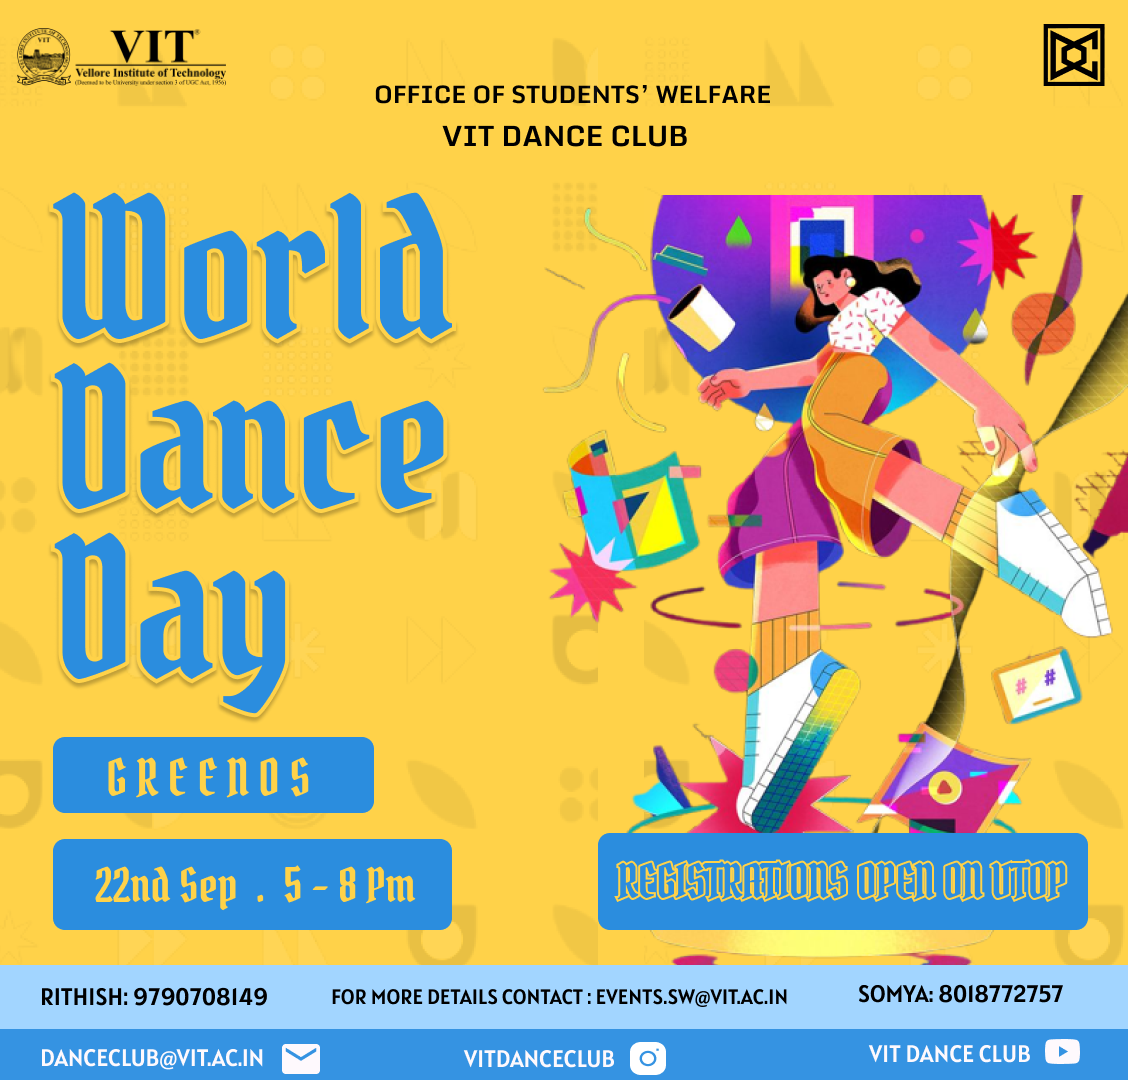 VIT®
Vellore Institute of Technology
(Deemed to be University under section 3 of UGC Act, 1956)
OFFICE OF STUDENTS' WELFARE
VIT DANCE CLUB
World
Dance
Day
GREENOS
22nd Sep . 5 - 8 Pm
REGISTRATIONS OPEN ON VTOP
RITHISH: 9790708149
FOR MORE DETAILS CONTACT : EVENTS.SW@VIT.AC.IN
SOMYA: 8018772757
DANCECLUB@VIT.AC.IN
VITDANCECLUB
VIT DANCE CLUB